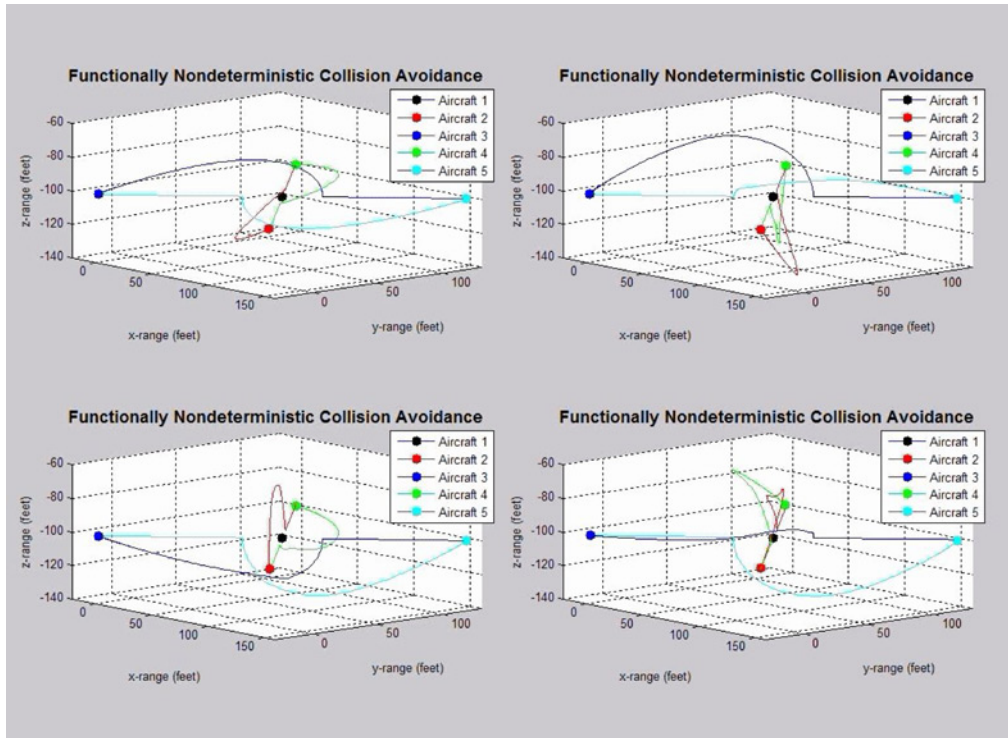 Functionally Nondeterministic Collision Avoidance
Aircraft 1
Aircraft 2
Aircraft 3
Aircraft 4
Aircraft 5
-60
-80
-100
-120
-140
z-range (feet)
0
50
100
150
x-range (feet)
0
50
100
y-range (feet)
Functionally Nondeterministic Collision Avoidance
Aircraft 1
Aircraft 2
Aircraft 3
Aircraft 4
Aircraft 5
-60
-80
-100
-120
-140
z-range (feet)
0
50
100
150
x-range (feet)
0
50
100
y-range (feet)
Functionally Nondeterministic Collision Avoidance
Aircraft 1
Aircraft 2
Aircraft 3
Aircraft 4
Aircraft 5
-60
-80
-100
-120
-140
z-range (feet)
0
50
100
150
x-range (feet)
0
50
100
y-range (feet)
Functionally Nondeterministic Collision Avoidance
Aircraft 1
Aircraft 2
Aircraft 3
Aircraft 4
Aircraft 5
-60
-80
-100
-120
-140
z-range (feet)
0
50
100
150
x-range (feet)
0
50
100
y-range (feet)